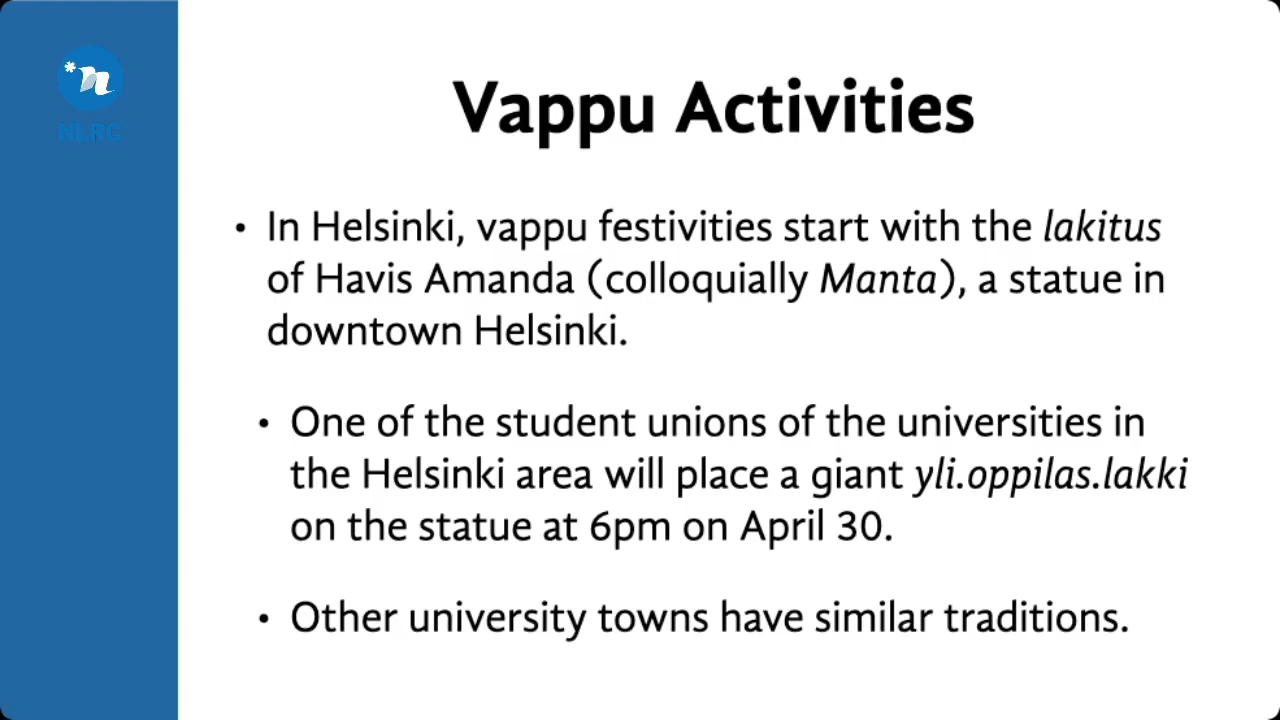 NLRC
Vappu Activities
• In Helsinki, vappu festivities start with the lakitus
of Havis Amanda (colloquially Manta), a statue in
downtown Helsinki.
• One of the student unions of the universities in
the Helsinki area will place a giant yli.oppilas.lakki
on the statue at 6pm on April 30.
• Other university towns have similar traditions.